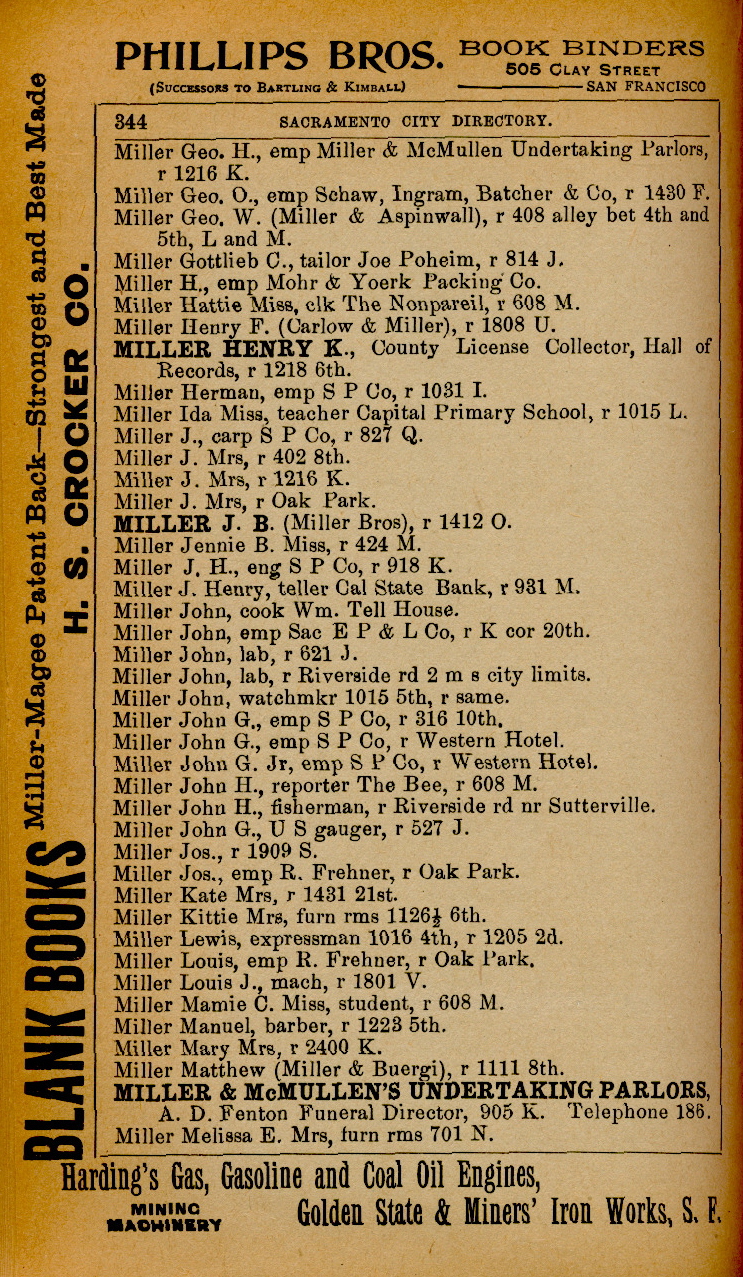 PHILLIPS BROS. BOOK BINDERS
505 CLAY STREET
(SUCCESSORS TO BARTLING & KIMBALL) SAN FRANCISCO
344 SACRAMENTO CITY DIRECTORY.
Miller Geo. H., emp Miller & McMullen Undertaking Parlors,
r 1216 K.
Miller Geo. O., emp Schaw, Ingram, Batcher & Co, r 1430 F.
Miller Geo. W. (Miller & Aspinwall), r 408 alley bet 4th and
5th, L and M.
Miller Gottlieb C., tailor Joe Poheim, r 814 J.
Miller H., emp Mohr & Yoerk Packing Co.
Miller Hattie Miss, clk The Nonpareil, r 608 M.
Miller Henry F. (Carlow & Miller), r 1808 U.
MILLER HENRY K., County License Collector, Hall of
Records, r 1218 6th.
Miller Herman, emp S P Co, r 1031 I.
Miller Ida Miss, teacher Capital Primary School, r 1015 L.
Miller J., carp S P Co, r 827 Q.
Miller J. Mrs, r 402 8th.
Miller J. Mrs, r 1216 K.
Miller J. Mrs, r Oak Park.
MILLER J. B. (Miller Bros), r 1412 O.
Miller Jennie B. Miss, r 424 M.
Miller J. H., eng S P Co, r 918 K.
Miller J. Henry, teller Cal State Bank, r 931 M.
Miller John, cook Wm. Tell House.
Miller John, emp Sac E P & L Co, r K cor 20th.
Miller John, lab, r 621 J.
Miller John, lab, r Riverside rd 2 m s city limits.
Miller John, watchmkr 1015 5th, r same.
Miller John G., emp S P Co, r 316 10th.
Miller John G., emp S P Co, r Western Hotel.
Miller John G. Jr, emp S P Co, r Western Hotel.
Miller John H., reporter The Bee, r 608 M.
Miller John H., fisherman, r Riverside rd nr Sutterville.
Miller John G., U S gauger, r 527 J.
Miller Jos., r 1909 S.
Miller Jos., emp R. Frehner, r Oak Park.
Miller Kate Mrs, r 1431 21st.
Miller Kittie Mrs, furn rms 1126½ 6th.
Miller Lewis, expressman 1016 4th, r 1205 2d.
Miller Louis, emp R. Frehner, r Oak Park.
Miller Louis J., mach, r 1801 V.
Miller Mamie C. Miss, student, r 608 M.
Miller Manuel, barber, r 1223 5th.
Miller Mary Mrs, r 2400 K.
Miller Matthew (Miller & Buergi), r 1111 8th.
MILLER & McMULLEN'S UNDERTAKING PARLORS,
A. D. Fenton Funeral Director, 905 K. Telephone 186.
Miller Melissa E. Mrs, furn rms 701 N.
BLANK BOOKS Miller-Magee Patent Back—Strongest and Best Made
H. S. CROCKER CO.
Harding's Gas, Gasoline and Coal Oil Engines,
MINING
MACHINERY
Golden State & Miners' Iron Works, S. F.